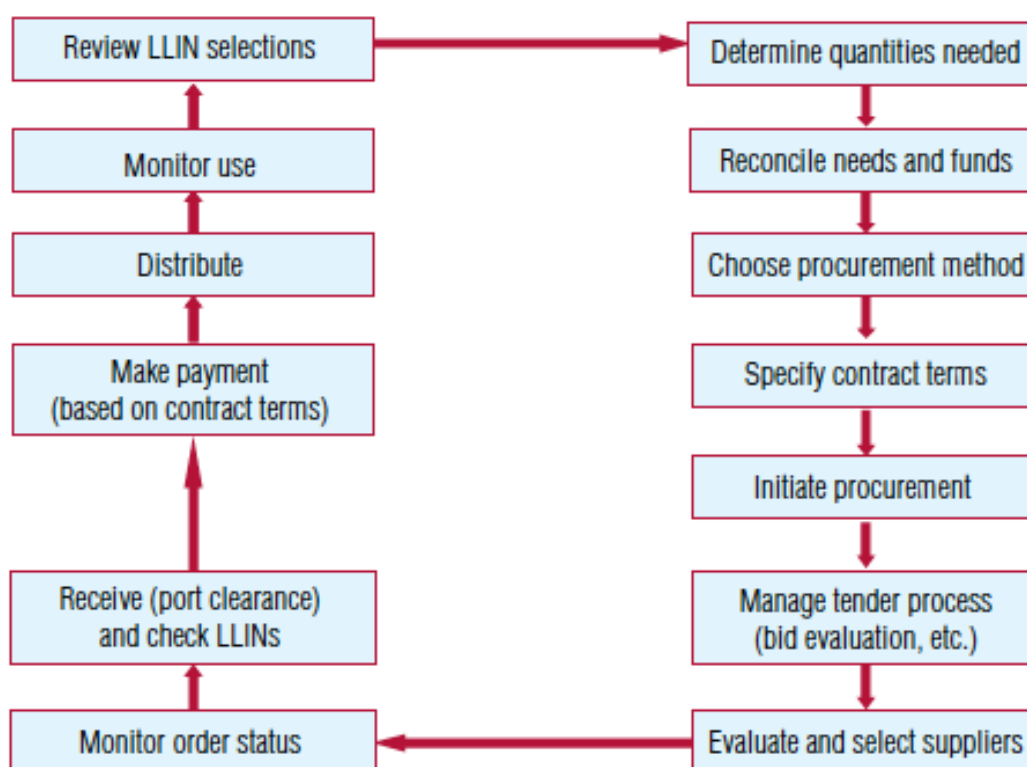 Review LLIN selections
Determine quantities needed
Monitor use
Reconcile needs and funds
Distribute
Choose procurement method
Make payment
(based on contract terms)
Specify contract terms
Initiate procurement
Receive (port clearance)
and check LLINs
Manage tender process
(bid evaluation, etc.)
Monitor order status
Evaluate and select suppliers